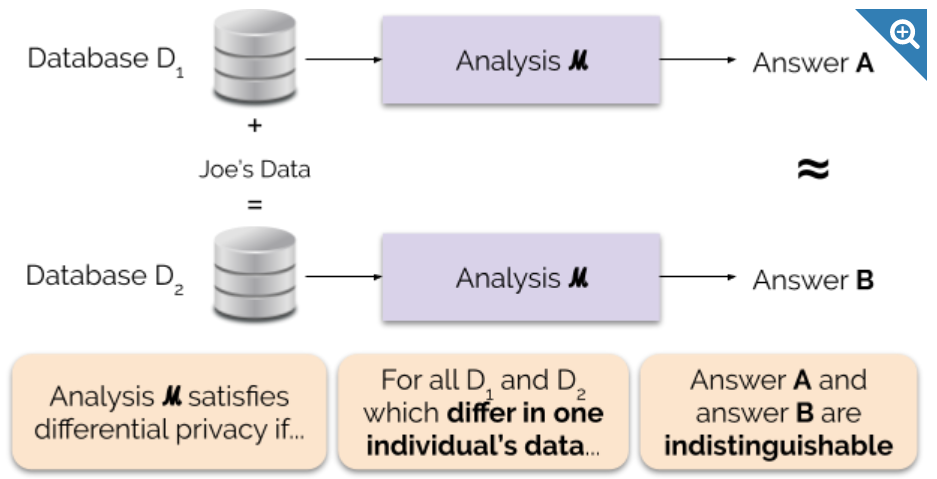 Database D₁
Analysis 𝓜
Answer A
+
Joe's Data
≈
=
Database D₂
Analysis 𝓜
Answer B
Analysis 𝓜 satisfies
differential privacy if...
For all D₁ and D₂
which differ in one
individual's data...
Answer A and
answer B are
indistinguishable